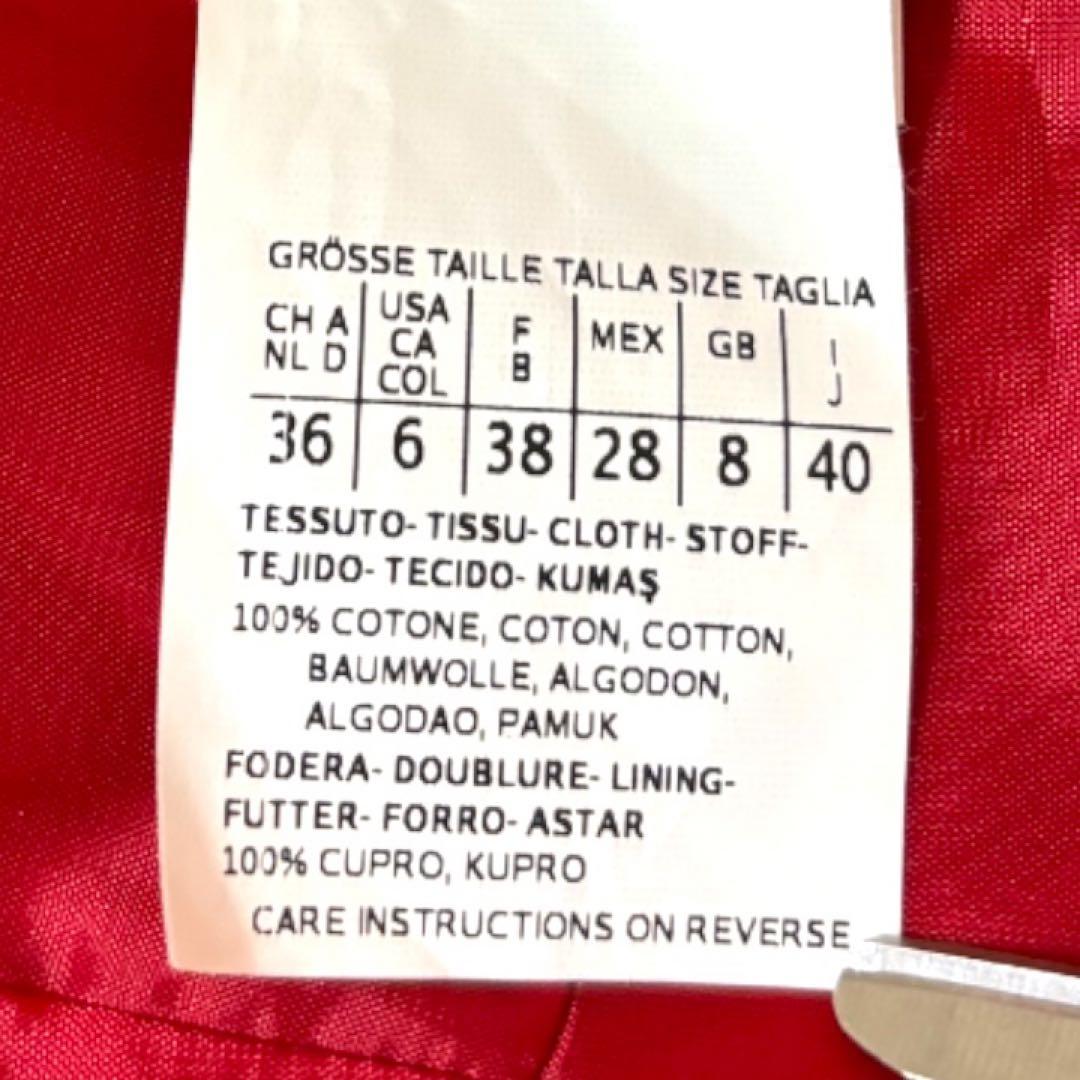 GRÖSSE TAILLE TALLA SIZE TAGLIA
CH A NL D | USA CA COL | F B | MEX | GB | I J
36 | 6 | 38 | 28 | 8 | 40
TESSUTO- TISSU- CLOTH- STOFF-
TEJIDO- TECIDO- KUMAŞ
100% COTONE, COTON, COTTON,
BAUMWOLLE, ALGODON,
ALGODAO, PAMUK
FODERA- DOUBLURE- LINING-
FUTTER- FORRO- ASTAR
100% CUPRO, KUPRO
CARE INSTRUCTIONS ON REVERSE